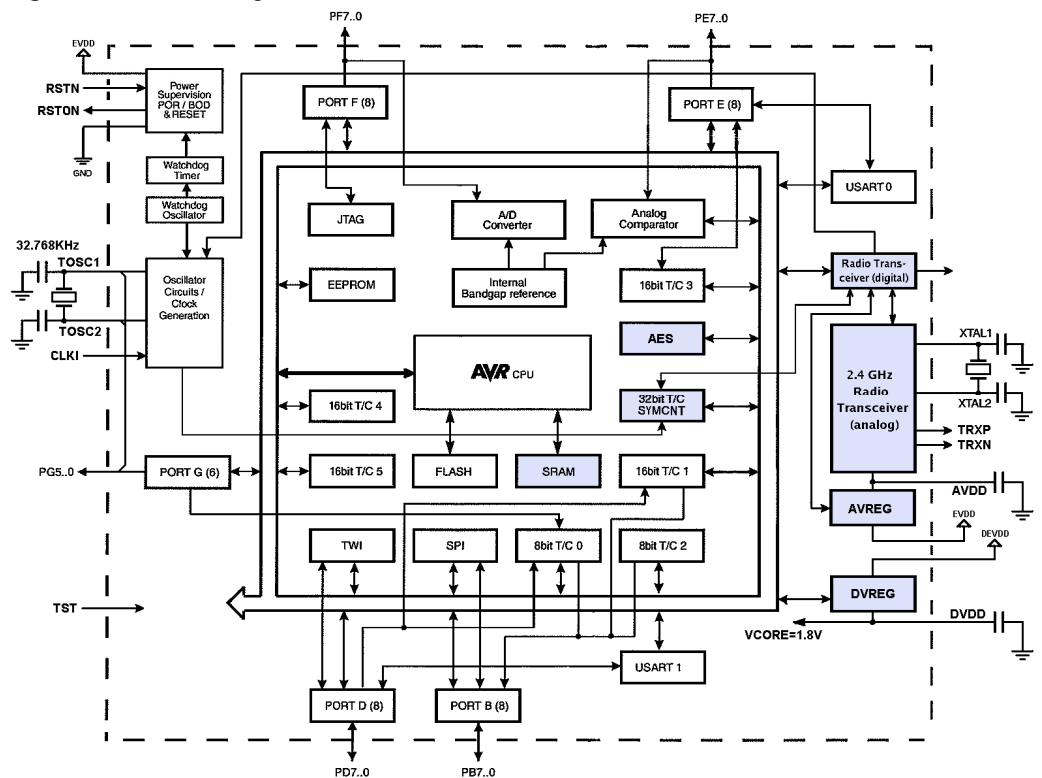 PF7..0
PE7..0
EVDD
RSTN
RSTON
GND
Power
Supervision
POR / BOD
& RESET
PORT F (8)
PORT E (8)
Watchdog
Timer
Watchdog
Oscillator
USART 0
JTAG
A/D
Converter
Analog
Comparator
32.768KHz
TOSC1
TOSC2
CLKI
Oscillator
Circuits /
Clock
Generation
EEPROM
Internal
Bandgap reference
16bit T/C 3
Radio Trans-
ceiver (digital)
AES
AVR CPU
2.4 GHz
Radio
Transceiver
(analog)
XTAL1
XTAL2
TRXP
TRXN
16bit T/C 4
32bit T/C
SYMCNT
PG5..0
PORT G (6)
16bit T/C 5
FLASH
SRAM
16bit T/C 1
AVDD
AVREG
EVDD
DEVDD
TWI
SPI
8bit T/C 0
8bit T/C 2
TST
DVREG
DVDD
VCORE=1.8V
USART 1
PORT D (8)
PORT B (8)
PD7..0
PB7..0